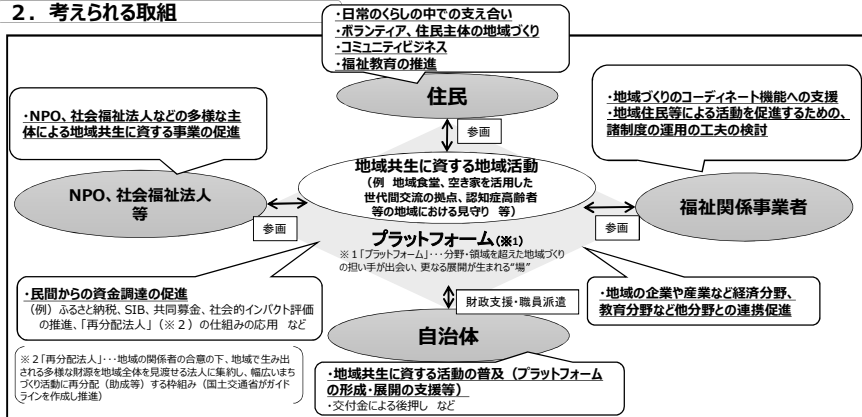 2．考えられる取組
・日常のくらしの中での支え合い
・ボランティア、住民主体の地域づくり
・コミュニティビジネス
・福祉教育の推進
住民
参画
・NPO、社会福祉法人などの多様な主
体による地域共生に資する事業の促進
・地域づくりのコーディネート機能への支援
・地域住民等による活動を促進するための、
諸制度の運用の工夫の検討
地域共生に資する地域活動
（例　地域食堂、空き家を活用した
世代間交流の拠点、認知症高齢者
等の地域における見守り　等）
NPO、社会福祉法人
等
参画
福祉関係事業者
参画
プラットフォーム(※1)
※１「プラットフォーム」・・・分野・領域を超えた地域づくり
の担い手が出会い、更なる展開が生まれる“場”
・民間からの資金調達の促進
（例）ふるさと納税、SIB、共同募金、社会的インパクト評価
の推進、「再分配法人」（※２）の仕組みの応用　など
・地域の企業や産業など経済分野、
教育分野など他分野との連携促進
財政支援・職員派遣
自治体
※２「再分配法人」・・・地域の関係者の合意の下、地域で生み出
される多様な財源を地域全体を見渡せる法人に集約し、幅広いまち
づくり活動に再分配（助成等）する枠組み（国土交通省がガイド
ラインを作成し推進）
・地域共生に資する活動の普及（プラットフォーム
の形成・展開の支援等）
・交付金による後押し　など